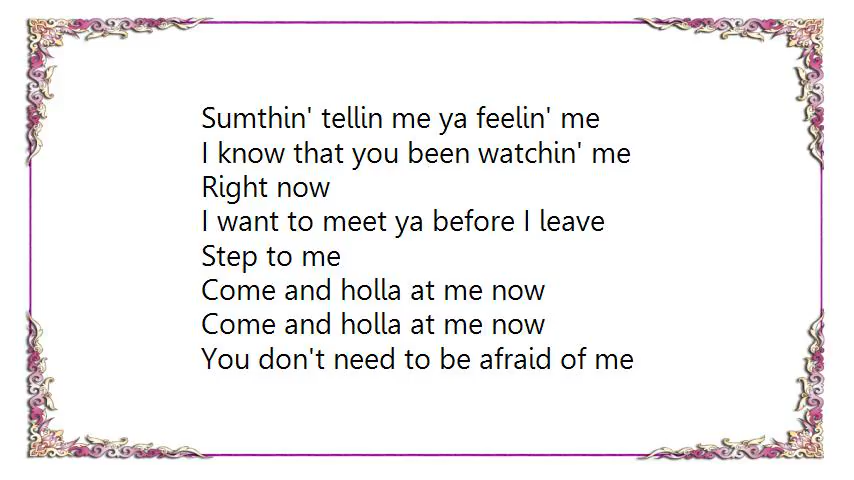 Sumthin' tellin me ya feelin' me
I know that you been watchin' me
Right now
I want to meet ya before I leave
Step to me
Come and holla at me now
Come and holla at me now
You don't need to be afraid of me